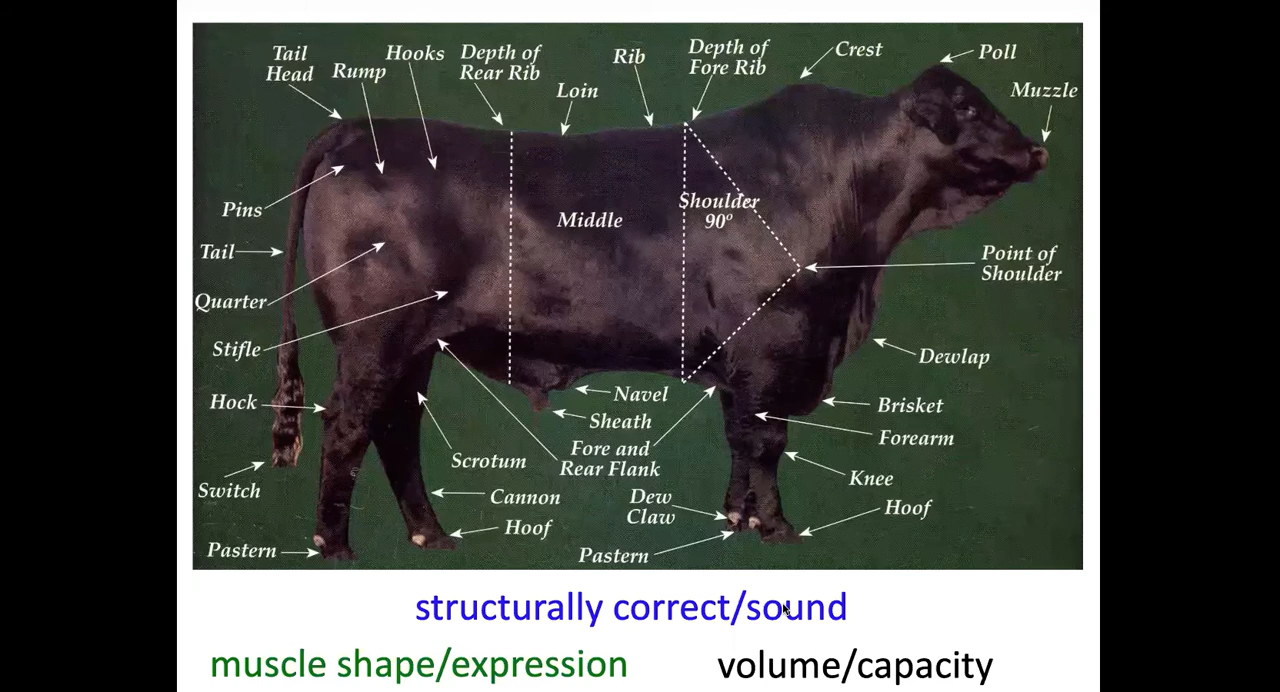 Tail
Head
Rump
Hooks
Depth of
Rear Rib
Loin
Rib
Depth of
Fore Rib
Crest
Poll
Muzzle
Pins
Middle
Shoulder
90º
Tail
Point of
Shoulder
Quarter
Stifle
Dewlap
Hock
Navel
Sheath
Brisket
Forearm
Fore and
Rear Flank
Scrotum
Knee
Switch
Cannon
Dew
Claw
Hoof
Hoof
Pastern
Pastern
structurally correct/sound
muscle shape/expression
volume/capacity